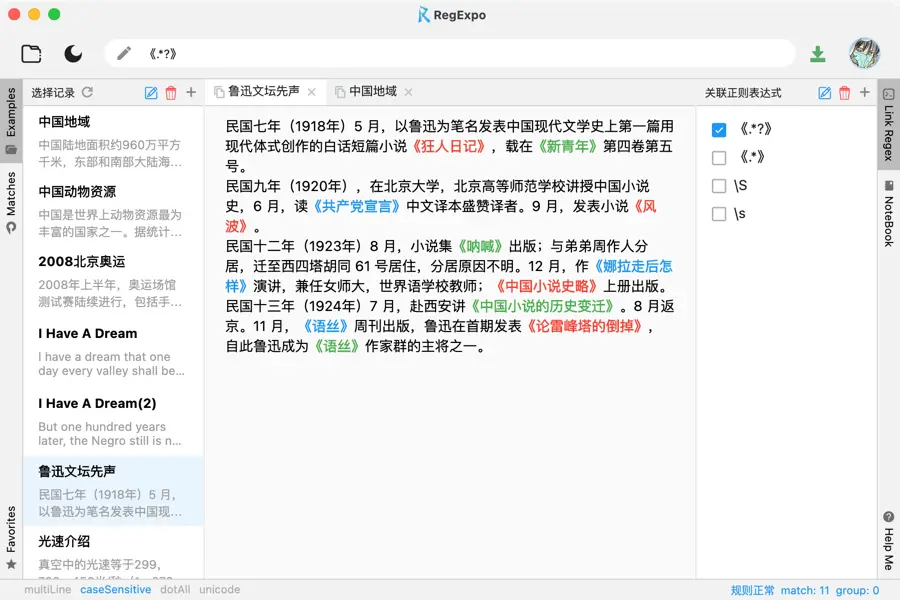 RegExpo
《.*?》
Examples
Matches
Favorites
选择记录
中国地域
中国陆地面积约960万平方
千米，东部和南部大陆海…
中国动物资源
中国是世界上动物资源最为
丰富的国家之一。据统计…
2008北京奥运
2008年上半年，奥运场馆
测试赛陆续进行，包括手…
I Have A Dream
I have a dream that one
day every valley shall be…
I Have A Dream(2)
But one hundred years
later, the Negro still is n…
鲁迅文坛先声
民国七年（1918年）5 月，
以鲁迅为笔名发表中国现…
光速介绍
真空中的光速等于299,
鲁迅文坛先声
中国地域
民国七年（1918年）5 月，以鲁迅为笔名发表中国现代文学史上第一篇用
现代体式创作的白话短篇小说《狂人日记》，载在《新青年》第四卷第五
号。
民国九年（1920年），在北京大学，北京高等师范学校讲授中国小说
史，6 月，读《共产党宣言》中文译本盛赞译者。9 月，发表小说《风
波》。
民国十二年（1923年）8 月，小说集《呐喊》出版；与弟弟周作人分
居，迁至西四塔胡同 61 号居住，分居原因不明。12 月，作《娜拉走后怎
样》演讲，兼任女师大，世界语学校教师；《中国小说史略》上册出版。
民国十三年（1924年）7 月，赴西安讲《中国小说的历史变迁》。8 月返
京。11 月，《语丝》周刊出版，鲁迅在首期发表《论雷峰塔的倒掉》，
自此鲁迅成为《语丝》作家群的主将之一。
关联正则表达式
《.*?》
《.*》
\S
\s
Link Regex
NoteBook
Help Me
multiLine
caseSensitive
dotAll
unicode
规则正常
match: 11
group: 0